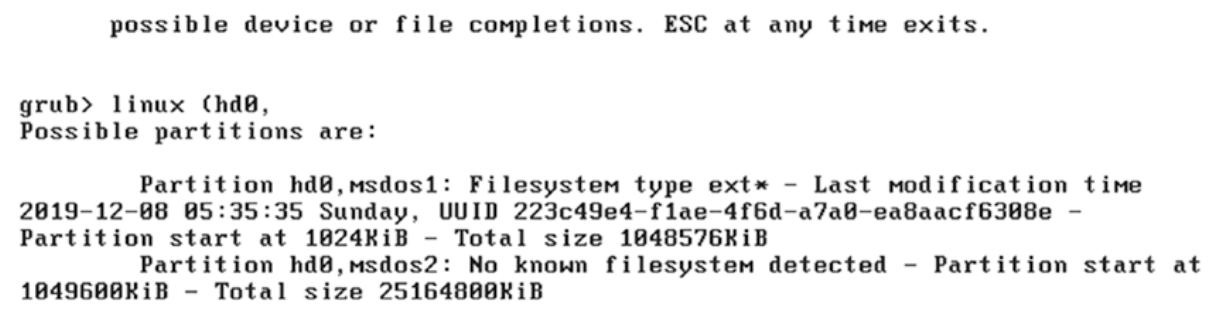 possible device or file completions. ESC at any time exits.
grub> linux (hd0,
Possible partitions are:
Partition hd0,msdos1: Filesystem type ext* - Last modification time
2019-12-08 05:35:35 Sunday, UUID 223c49e4-f1ae-4f6d-a7a0-ea8aacf6308e -
Partition start at 1024KiB - Total size 1048576KiB
Partition hd0,msdos2: No known filesystem detected - Partition start at
1049600KiB - Total size 25164800KiB